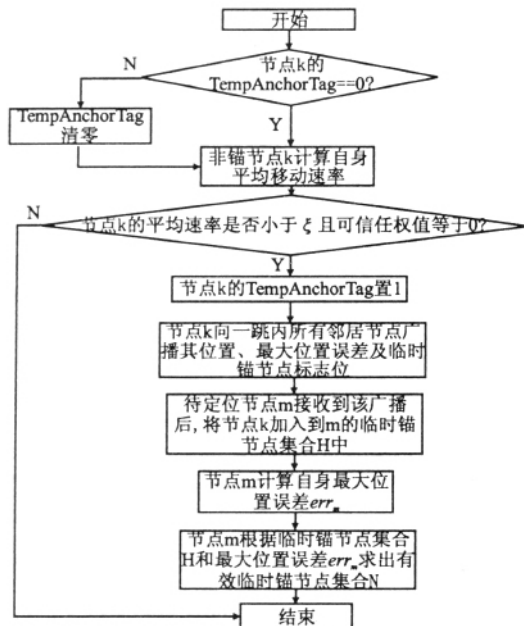 开始
N
节点k的
TempAnchorTag==0?
TempAnchorTag
清零
Y
非锚节点k计算自身
平均移动速率
N
节点k的平均速率是否小于ξ且可信任权值等于0?
Y
节点k的TempAnchorTag置1
节点k向一跳内所有邻居节点广
播其位置、最大位置误差及临时
锚节点标志位
待定位节点m接收到该广播
后,将节点k加入到m的临时锚
节点集合H中
节点m计算自身最大位
置误差errₘ
节点m根据临时锚节点集合
H和最大位置误差errₘ求出有
效临时锚节点集合N
结束